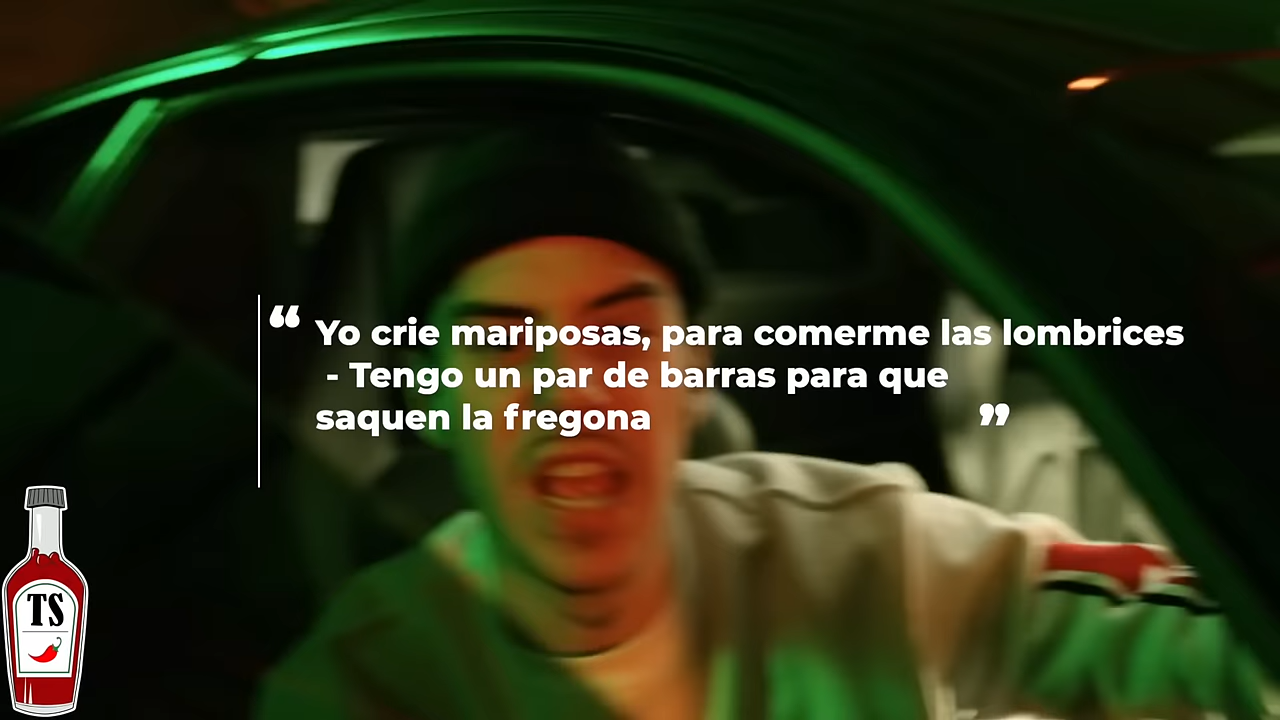 “ Yo crie mariposas, para comerme las lombrices
- Tengo un par de barras para que
saquen la fregona ”
TS